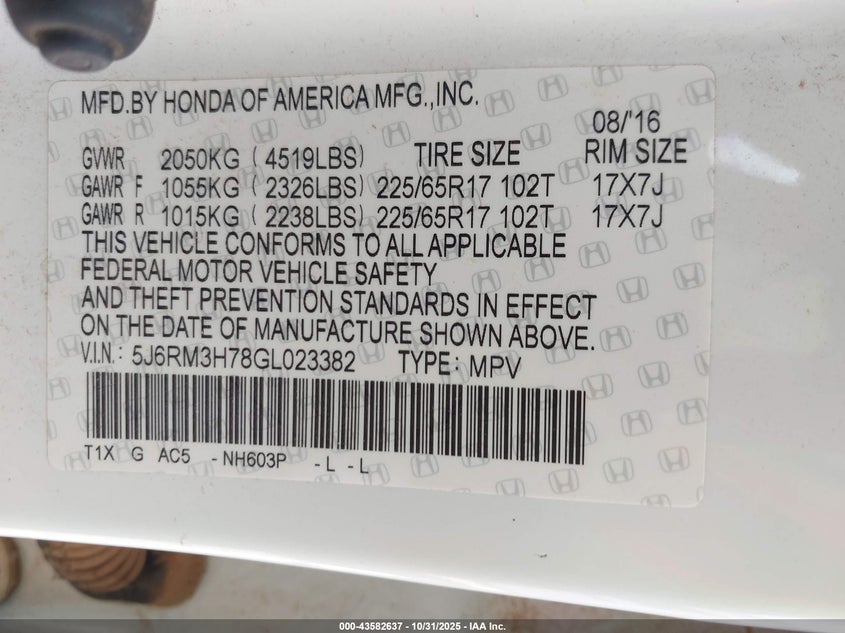 MFD.BY HONDA OF AMERICA MFG.,INC.
08/'16
GVWR 2050KG ( 4519LBS) TIRE SIZE RIM SIZE
GAWR F 1055KG ( 2326LBS) 225/65R17 102T 17X7J
GAWR R 1015KG ( 2238LBS) 225/65R17 102T 17X7J
THIS VEHICLE CONFORMS TO ALL APPLICABLE
FEDERAL MOTOR VEHICLE SAFETY
AND THEFT PREVENTION STANDARDS IN EFFECT
ON THE DATE OF MANUFACTURE SHOWN ABOVE.
V.I.N.: 5J6RM3H78GL023382 TYPE: MPV
T1X G AC5 -NH603P -L -L
000-43582637 - 10/31/2025 - IAA Inc.